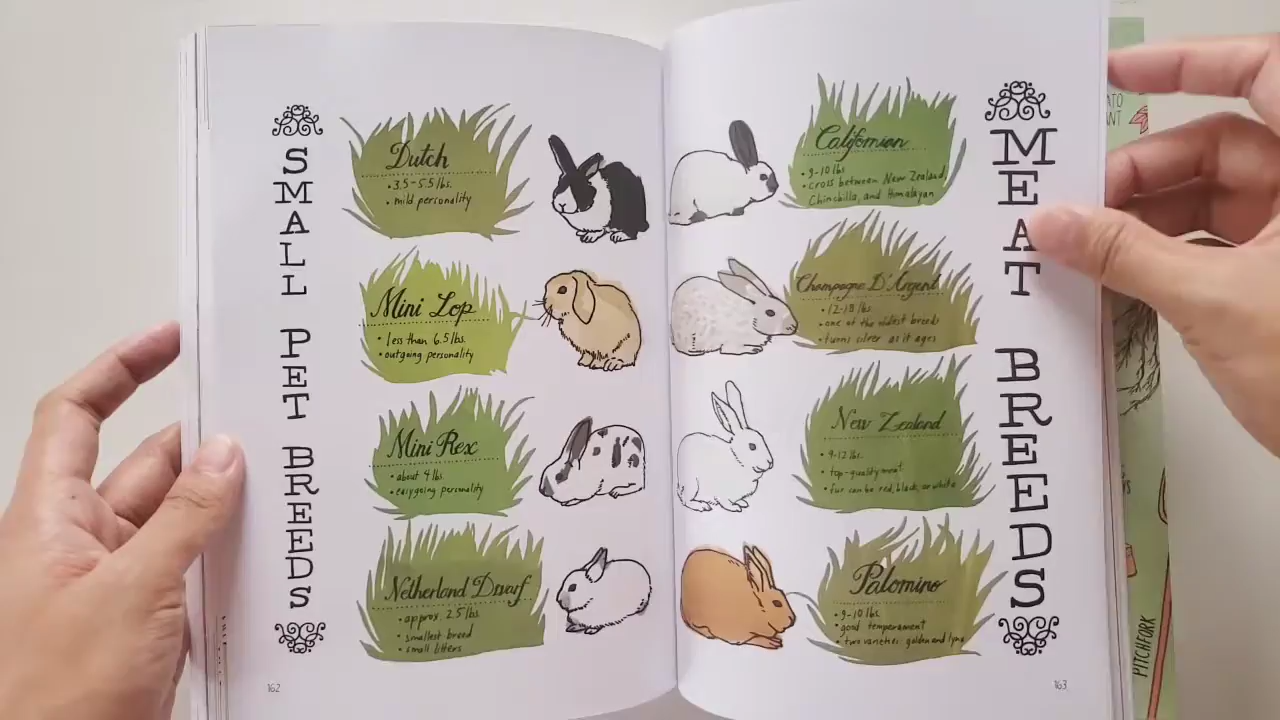 SMALL PET BREEDS
Dutch
• 3.5-5.5 lbs.
• mild personality
Mini Lop
• less than 6.5 lbs.
• outgoing personality
Mini Rex
• about 4 lbs.
• easygoing personality
Netherland Dwarf
• approx. 2.5 lbs.
• smallest breed
• small litters
162
MEAT BREEDS
Californian
• 9-10 lbs.
• cross between New Zealand,
Chinchilla, and Himalayan
Champagne D'Argent
• one of the oldest breeds
• turns silver as it ages
New Zealand
• 9-12 lbs.
• top-quality meat
• fur can be red, black, or white
Palomino
• 9-10 lbs.
• good temperament
• two varieties: golden and lynx
163
PITCHFORK